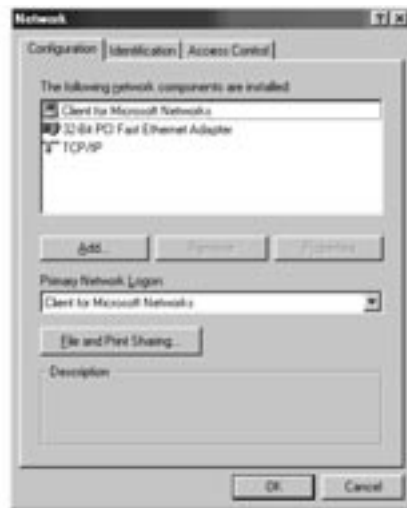 Network
Configuration Identification Access Control
The following network components are installed:
Client for Microsoft Networks
32-Bit PCI Fast Ethernet Adapter
TCP/IP
Add... Remove Properties
Primary Network Logon:
Client for Microsoft Networks
File and Print Sharing...
Description
OK Cancel